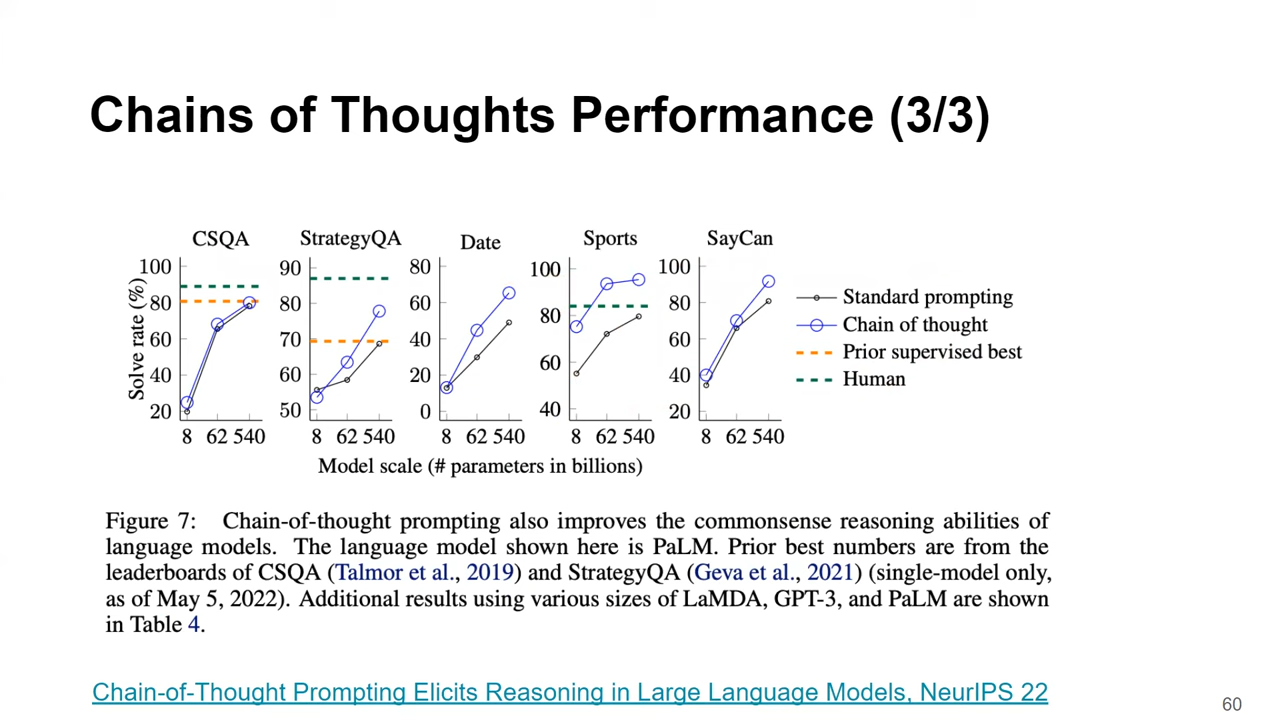 Chains of Thoughts Performance (3/3)
CSQA
StrategyQA
Date
Sports
SayCan
Solve rate (%)
100
80
60
40
20
8 62 540
90
80
70
60
50
8 62 540
80
60
40
20
0
8 62 540
100
80
60
40
8 62 540
100
80
60
40
20
8 62 540
Model scale (# parameters in billions)
Standard prompting
Chain of thought
Prior supervised best
Human
Figure 7: Chain-of-thought prompting also improves the commonsense reasoning abilities of
language models. The language model shown here is PaLM. Prior best numbers are from the
leaderboards of CSQA (Talmor et al., 2019) and StrategyQA (Geva et al., 2021) (single-model only,
as of May 5, 2022). Additional results using various sizes of LaMDA, GPT-3, and PaLM are shown
in Table 4.
Chain-of-Thought Prompting Elicits Reasoning in Large Language Models, NeurIPS 22
60